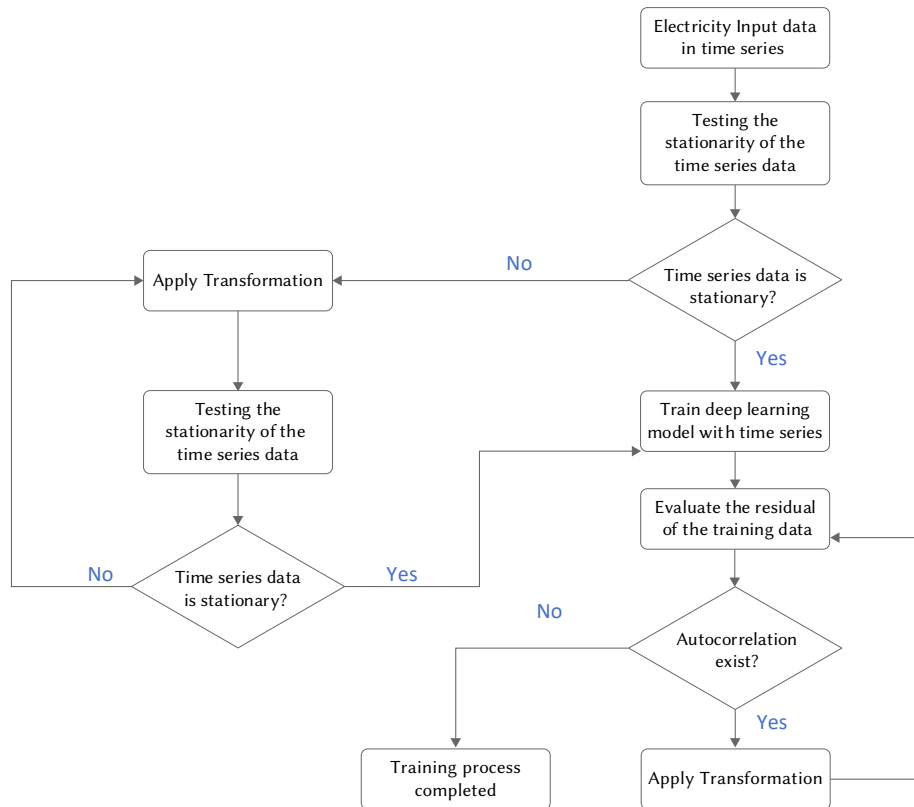 Electricity Input data
in time series
Testing the
stationarity of the
time series data
Time series data is
stationary?
No
Apply Transformation
Yes
Testing the
stationarity of the
time series data
Train deep learning
model with time series
Evaluate the residual
of the training data
Time series data
is stationary?
No
Yes
Autocorrelation
exist?
No
Yes
Training process
completed
Apply Transformation